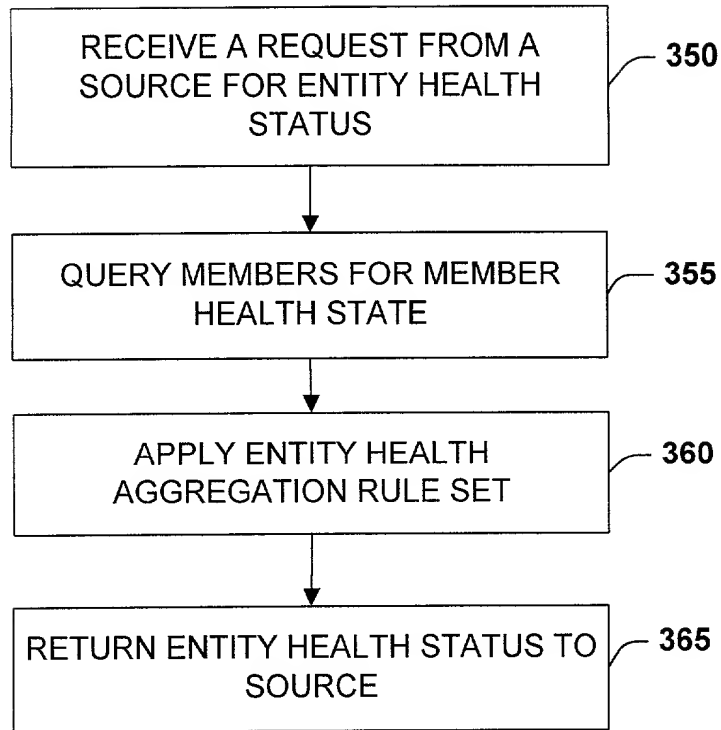 RECEIVE A REQUEST FROM A
SOURCE FOR ENTITY HEALTH
STATUS
350
QUERY MEMBERS FOR MEMBER
HEALTH STATE
355
APPLY ENTITY HEALTH
AGGREGATION RULE SET
360
RETURN ENTITY HEALTH STATUS TO
SOURCE
365